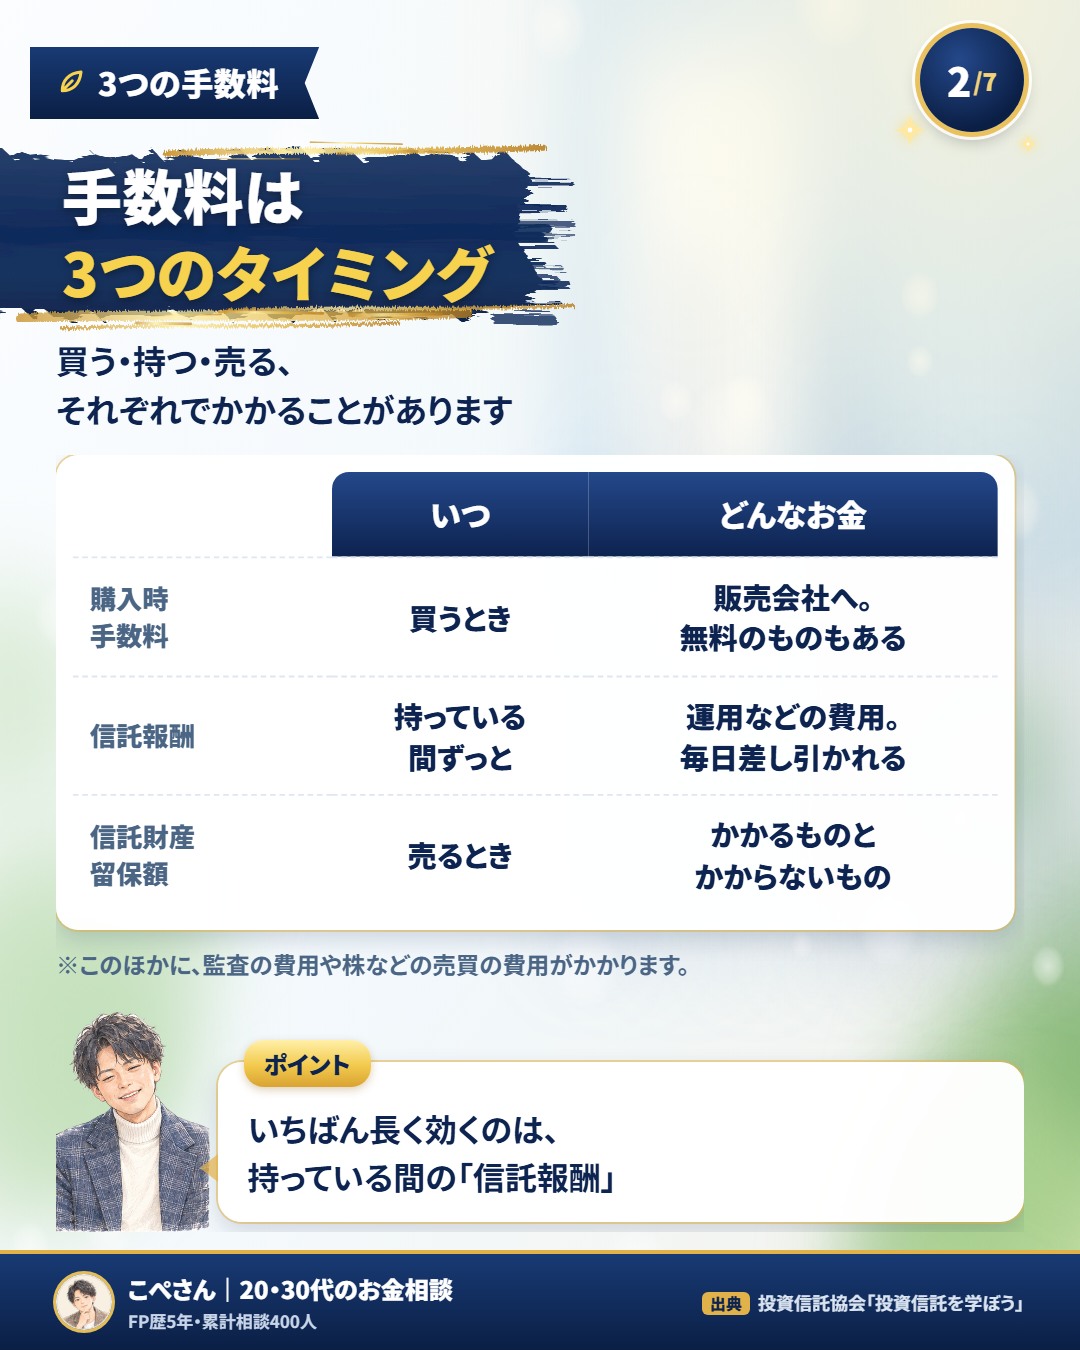 3つの手数料
2/7
手数料は
3つのタイミング
買う・持つ・売る、
それぞれでかかることがあります
いつ
どんなお金
購入時
手数料
買うとき
販売会社へ。
無料のものもある
信託報酬
持っている
間ずっと
運用などの費用。
毎日差し引かれる
信託財産
留保額
売るとき
かかるものと
かからないもの
※このほかに、監査の費用や株などの売買の費用がかかります。
ポイント
いちばん長く効くのは、
持っている間の「信託報酬」
こぺさん｜20・30代のお金相談
FP歴5年・累計相談400人
出典 投資信託協会「投資信託を学ぼう」